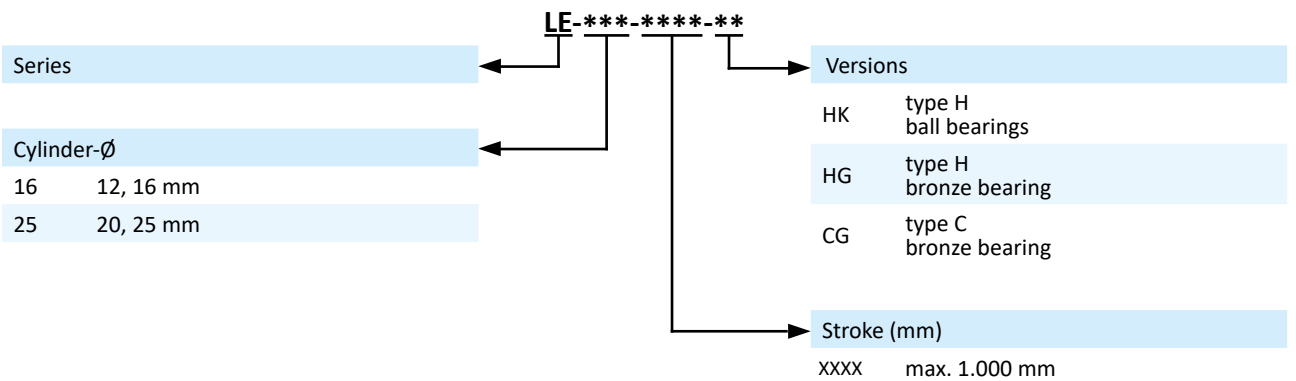 LE-***-****-**
Series
Cylinder-Ø
16 12, 16 mm
25 20, 25 mm
Versions
HK type H
ball bearings
HG type H
bronze bearing
CG type C
bronze bearing
Stroke (mm)
XXXX max. 1.000 mm